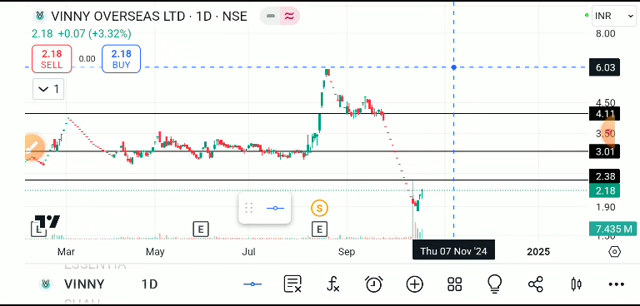 VINNY OVERSEAS LTD · 1D · NSE
INR
2.18 +0.07 (+3.32%)
2.18 SELL
0.00
2.18 BUY
1
8.00
6.03
4.50
4.11
3.50
3.01
2.38
2.18
1.90
7.435 M
L
E
S
E
Mar
May
Jul
Sep
Thu 07 Nov '24
2025
VINNY
1D